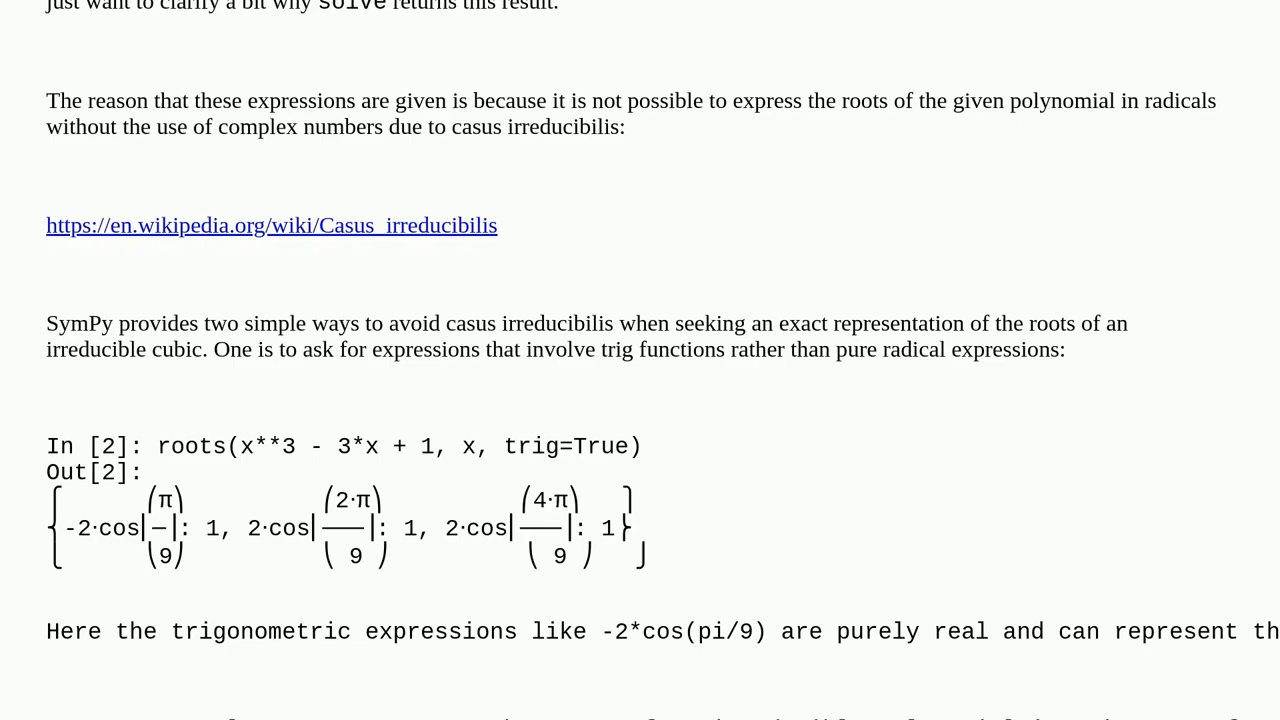 just want to clarify a bit why solve returns this result.
The reason that these expressions are given is because it is not possible to express the roots of the given polynomial in radicals
without the use of complex numbers due to casus irreducibilis:
https://en.wikipedia.org/wiki/Casus_irreducibilis
SymPy provides two simple ways to avoid casus irreducibilis when seeking an exact representation of the roots of an
irreducible cubic. One is to ask for expressions that involve trig functions rather than pure radical expressions:
In [2]: roots(x**3 - 3*x + 1, x, trig=True)
Out[2]:
⎧      ⎛π⎞          ⎛2⋅π⎞          ⎛4⋅π⎞   ⎫
⎨-2⋅cos⎜─⎟: 1, 2⋅cos⎜───⎟: 1, 2⋅cos⎜───⎟: 1⎬
⎩      ⎝9⎠          ⎝ 9 ⎠          ⎝ 9 ⎠   ⎭
Here the trigonometric expressions like -2*cos(pi/9) are purely real and can represent th